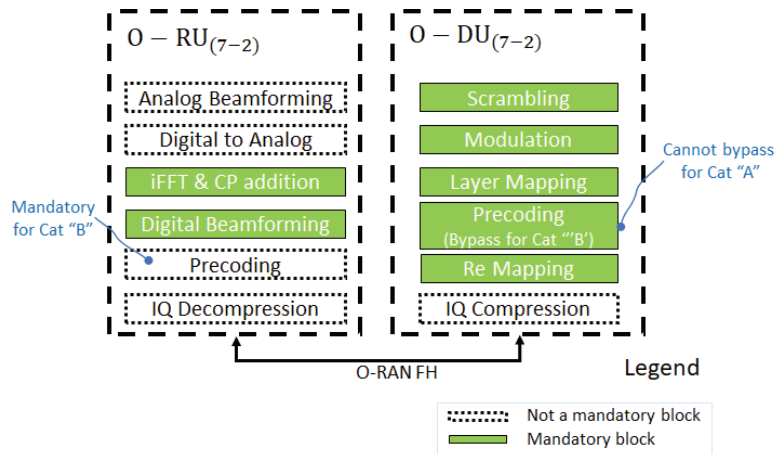 O – RU(7–2)
Analog Beamforming
Digital to Analog
iFFT & CP addition
Mandatory
for Cat “B”
Digital Beamforming
Precoding
IQ Decompression
O – DU(7–2)
Scrambling
Modulation
Cannot bypass
for Cat “A”
Layer Mapping
Precoding
(Bypass for Cat “'B')
Re Mapping
IQ Compression
O-RAN FH
Legend
Not a mandatory block
Mandatory block